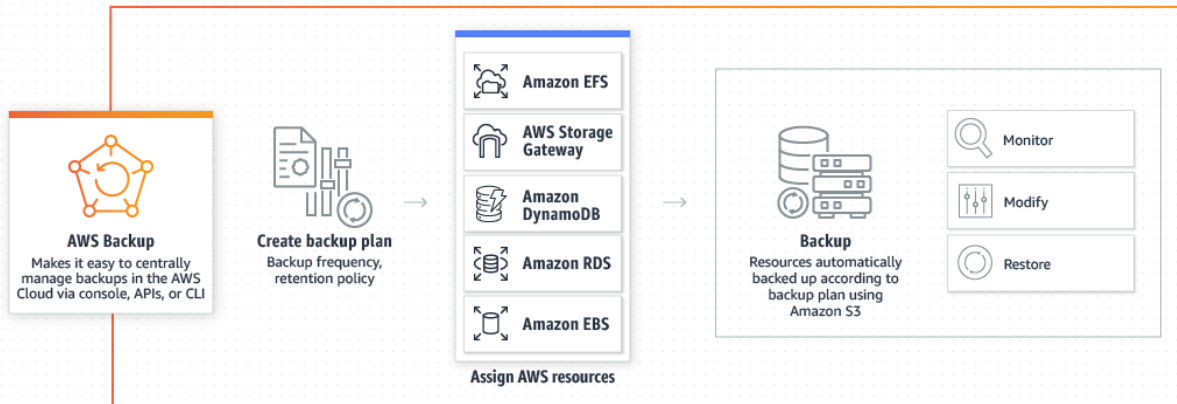 AWS Backup
Makes it easy to centrally
manage backups in the AWS
Cloud via console, APIs, or CLI
Create backup plan
Backup frequency,
retention policy
Amazon EFS
AWS Storage
Gateway
Amazon
DynamoDB
Amazon RDS
Amazon EBS
Assign AWS resources
Backup
Resources automatically
backed up according to
backup plan using
Amazon S3
Monitor
Modify
Restore